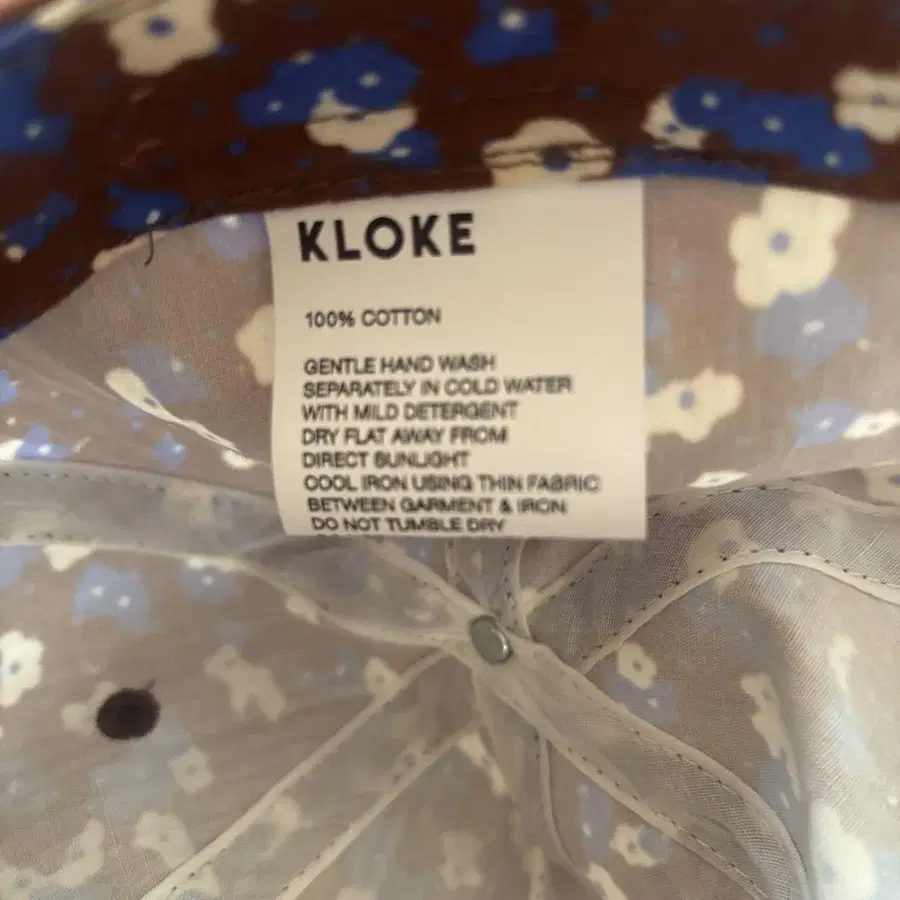 KLOKE
100% COTTON
GENTLE HAND WASH
SEPARATELY IN COLD WATER
WITH MILD DETERGENT
DRY FLAT AWAY FROM
DIRECT SUNLIGHT
COOL IRON USING THIN FABRIC
BETWEEN GARMENT & IRON
DO NOT TUMBLE DRY